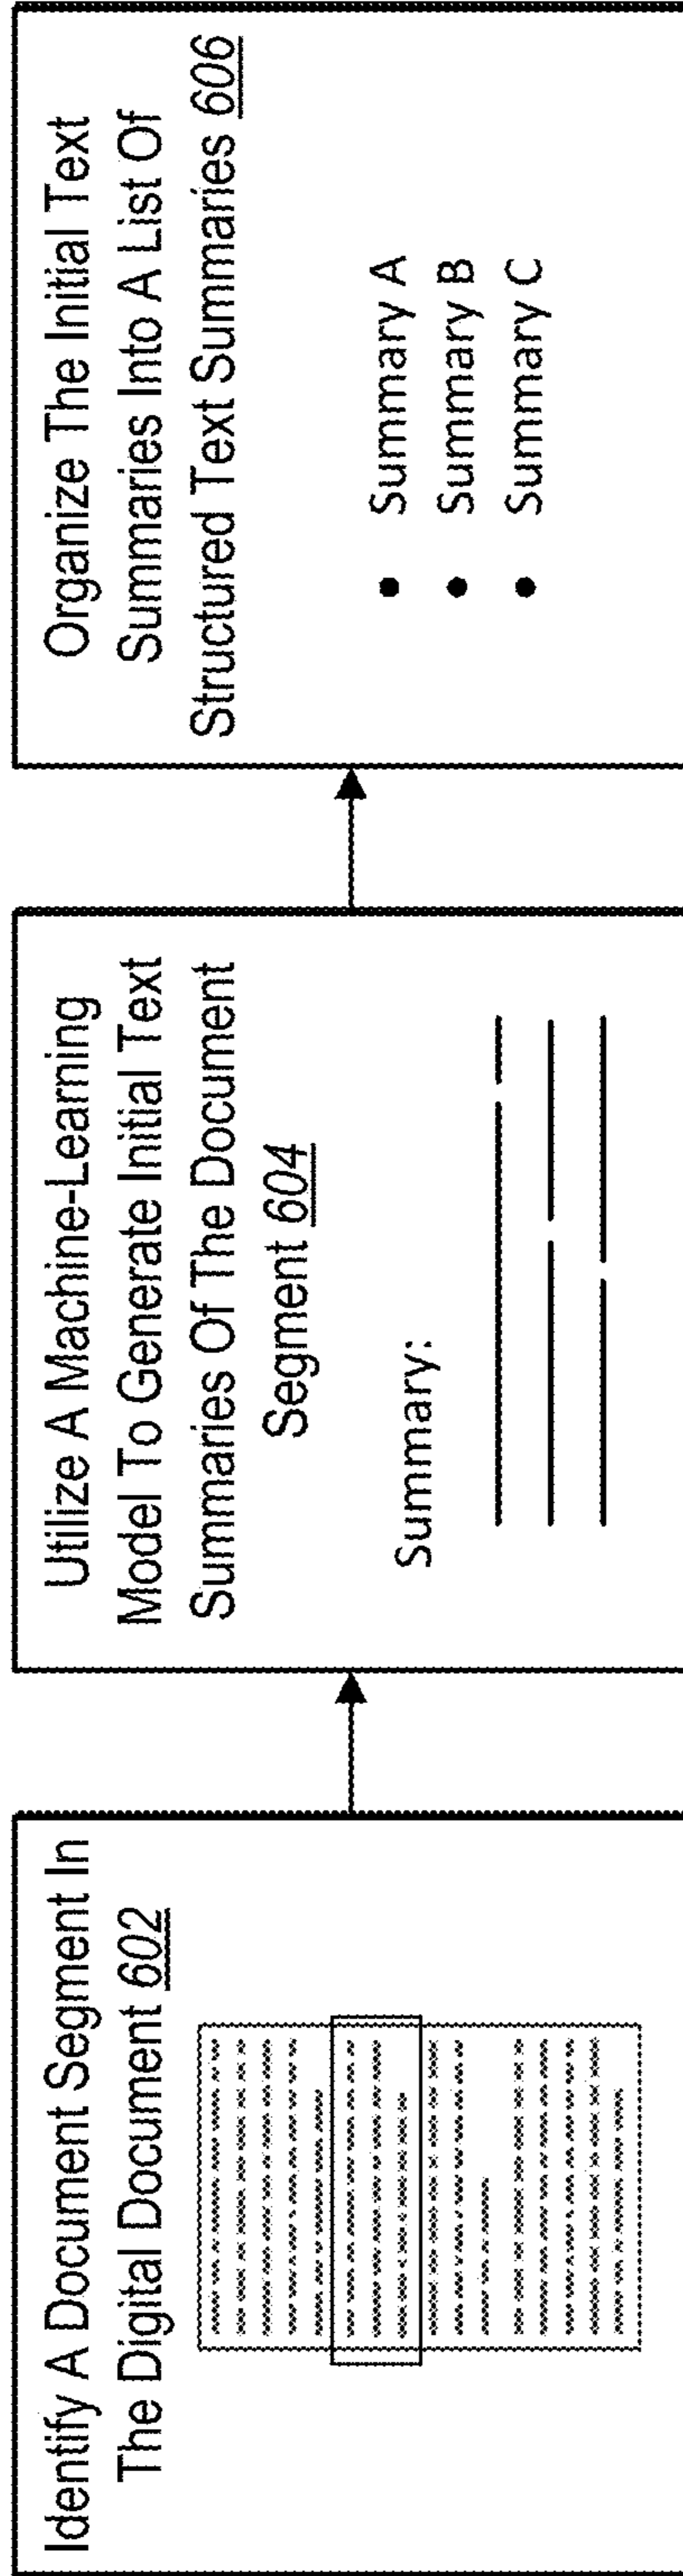 Identify A Document Segment In
The Digital Document 602
Utilize A Machine-Learning
Model To Generate Initial Text
Summaries Of The Document
Segment 604
Summary:
Organize The Initial Text
Summaries Into A List Of
Structured Text Summaries 606
• Summary A
• Summary B
• Summary C